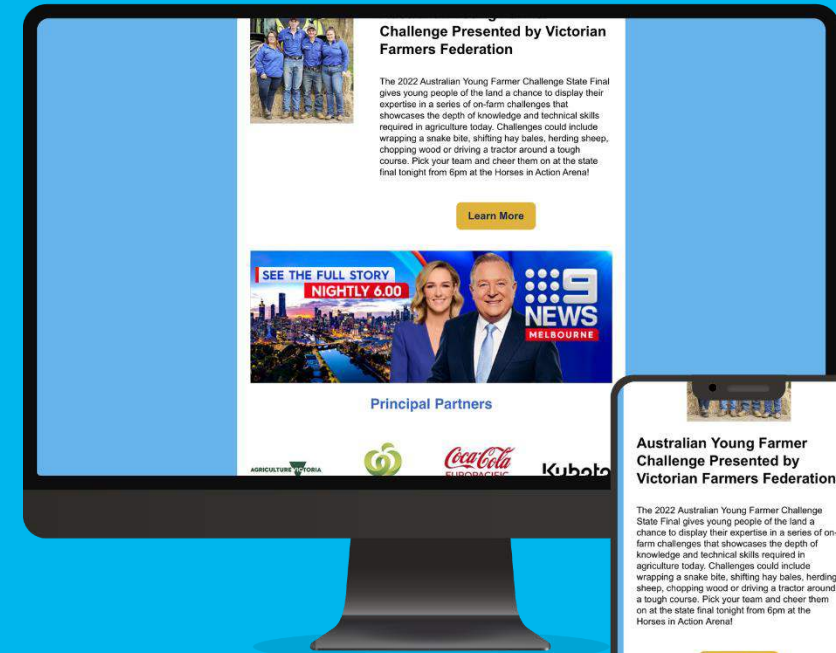 Challenge Presented by Victorian
Farmers Federation
The 2022 Australian Young Farmer Challenge State Final
gives young people of the land a chance to display their
expertise in a series of on-farm challenges that
showcases the depth of knowledge and technical skills
required in agriculture today. Challenges could include
wrapping a snake bite, shifting hay bales, herding sheep,
chopping wood or driving a tractor around a tough
course. Pick your team and cheer them on at the state
final tonight from 6pm at the Horses in Action Arena!
Learn More
SEE THE FULL STORY
NIGHTLY 6.00
9
NEWS
MELBOURNE
Principal Partners
AGRICULTURE VICTORIA
Coca-Cola
EUROPACIFIC
Kubota
Australian Young Farmer
Challenge Presented by
Victorian Farmers Federation
The 2022 Australian Young Farmer Challenge
State Final gives young people of the land a
chance to display their expertise in a series of on-
farm challenges that showcases the depth of
knowledge and technical skills required in
agriculture today. Challenges could include
wrapping a snake bite, shifting hay bales, herding
sheep, chopping wood or driving a tractor around
a tough course. Pick your team and cheer them
on at the state final tonight from 6pm at the
Horses in Action Arena!